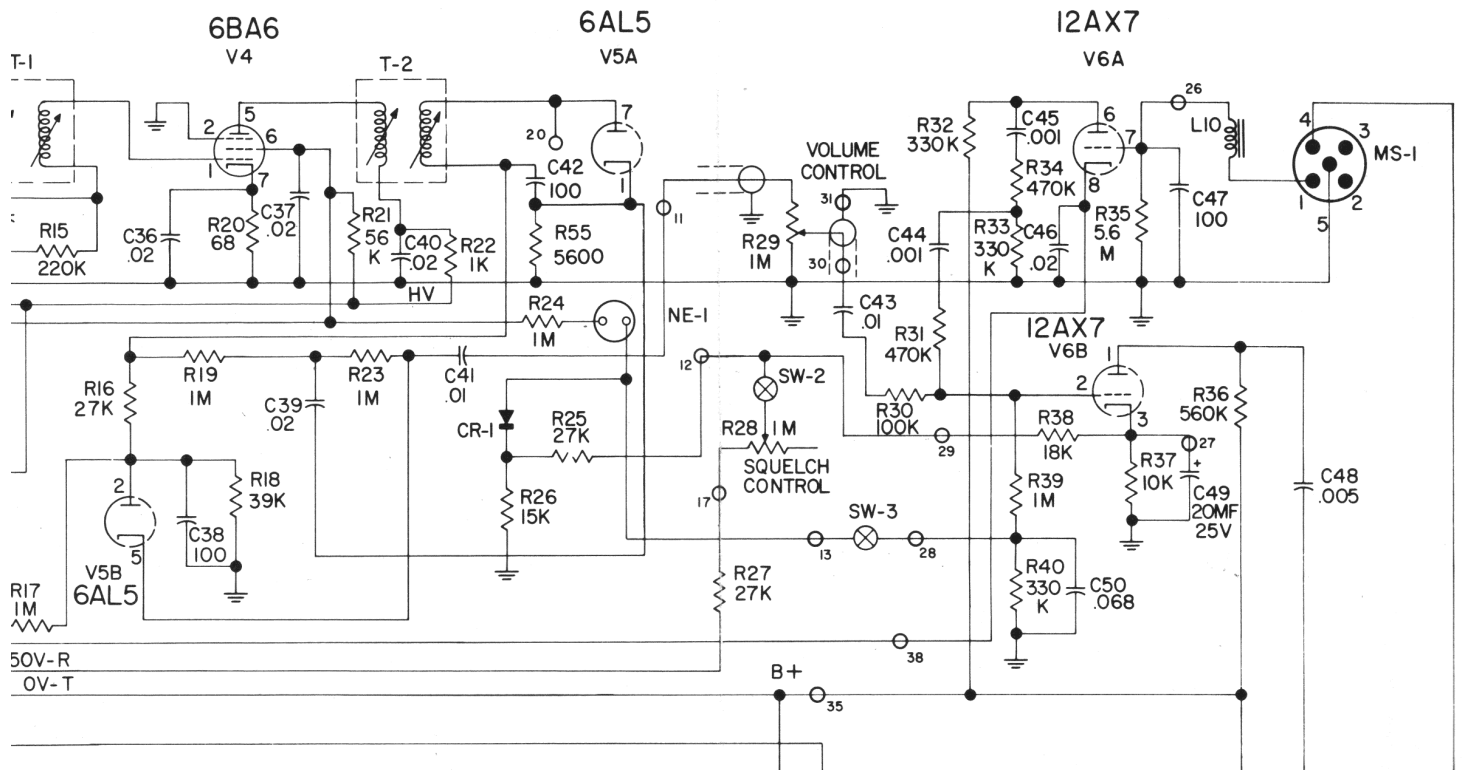 6BA6
V4
6AL5
V5A
12AX7
V6A
T-1
T-2
5
2
6
1
7
7
1
20
C42
100
R15
220K
C36
.02
R20
68
C37
.02
R21
56
K
C40
.02
HV
R22
1K
R55
5600
11
VOLUME
CONTROL
31
R29
1M
30
C43
.01
R32
330K
C45
.001
R34
470K
R33
330
K
C44
.001
C46
.02
6
7
8
R35
5.6
M
C47
100
26
L10
4
3
1
2
5
MS-1
R24
1M
NE-1
R31
470K
12AX7
V6B
1
2
3
R30
100K
R36
560K
R38
18K
R37
10K
27
+
C49
20MF
25V
C48
.005
R19
1M
R23
1M
C41
.01
R16
27K
C39
.02
CR-1
R25
27K
12
SW-2
R28
1M
SQUELCH
CONTROL
29
R39
1M
2
5
V5B
6AL5
C38
100
R18
39K
R26
15K
17
SW-3
13
28
R40
330
K
C50
.068
R17
1M
R27
27K
38
50V-R
0V-T
B+
35